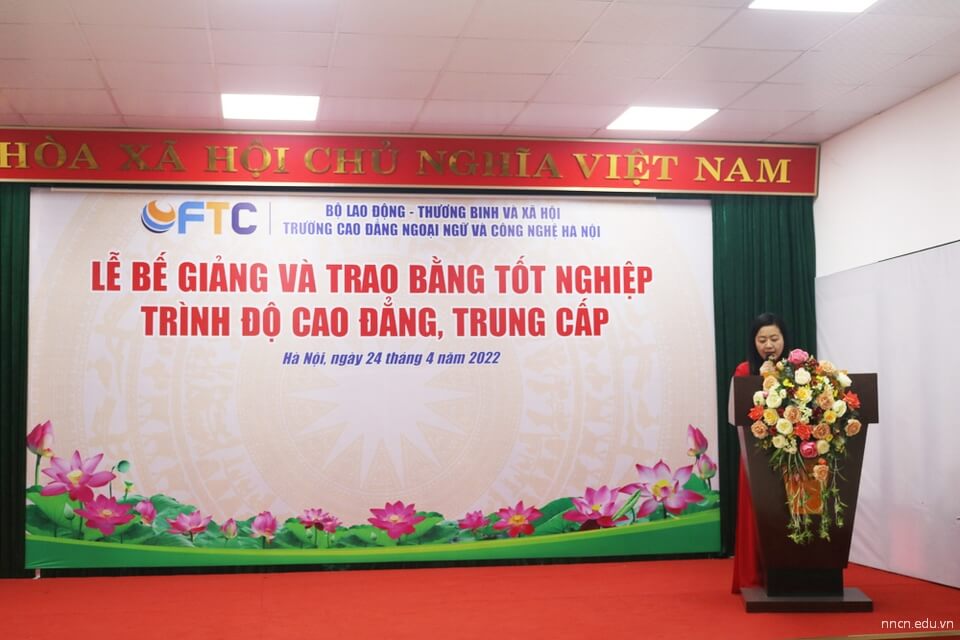 HÒA XÃ HỘI CHỦ NGHĨA VIỆT NAM
FTC
BỘ LAO ĐỘNG - THƯƠNG BINH VÀ XÃ HỘI
TRƯỜNG CAO ĐẲNG NGOẠI NGỮ VÀ CÔNG NGHỆ HÀ NỘI
LỄ BẾ GIẢNG VÀ TRAO BẰNG TỐT NGHIỆP
TRÌNH ĐỘ CAO ĐẲNG, TRUNG CẤP
Hà Nội, ngày 24 tháng 4 năm 2022
nncn.edu.vn